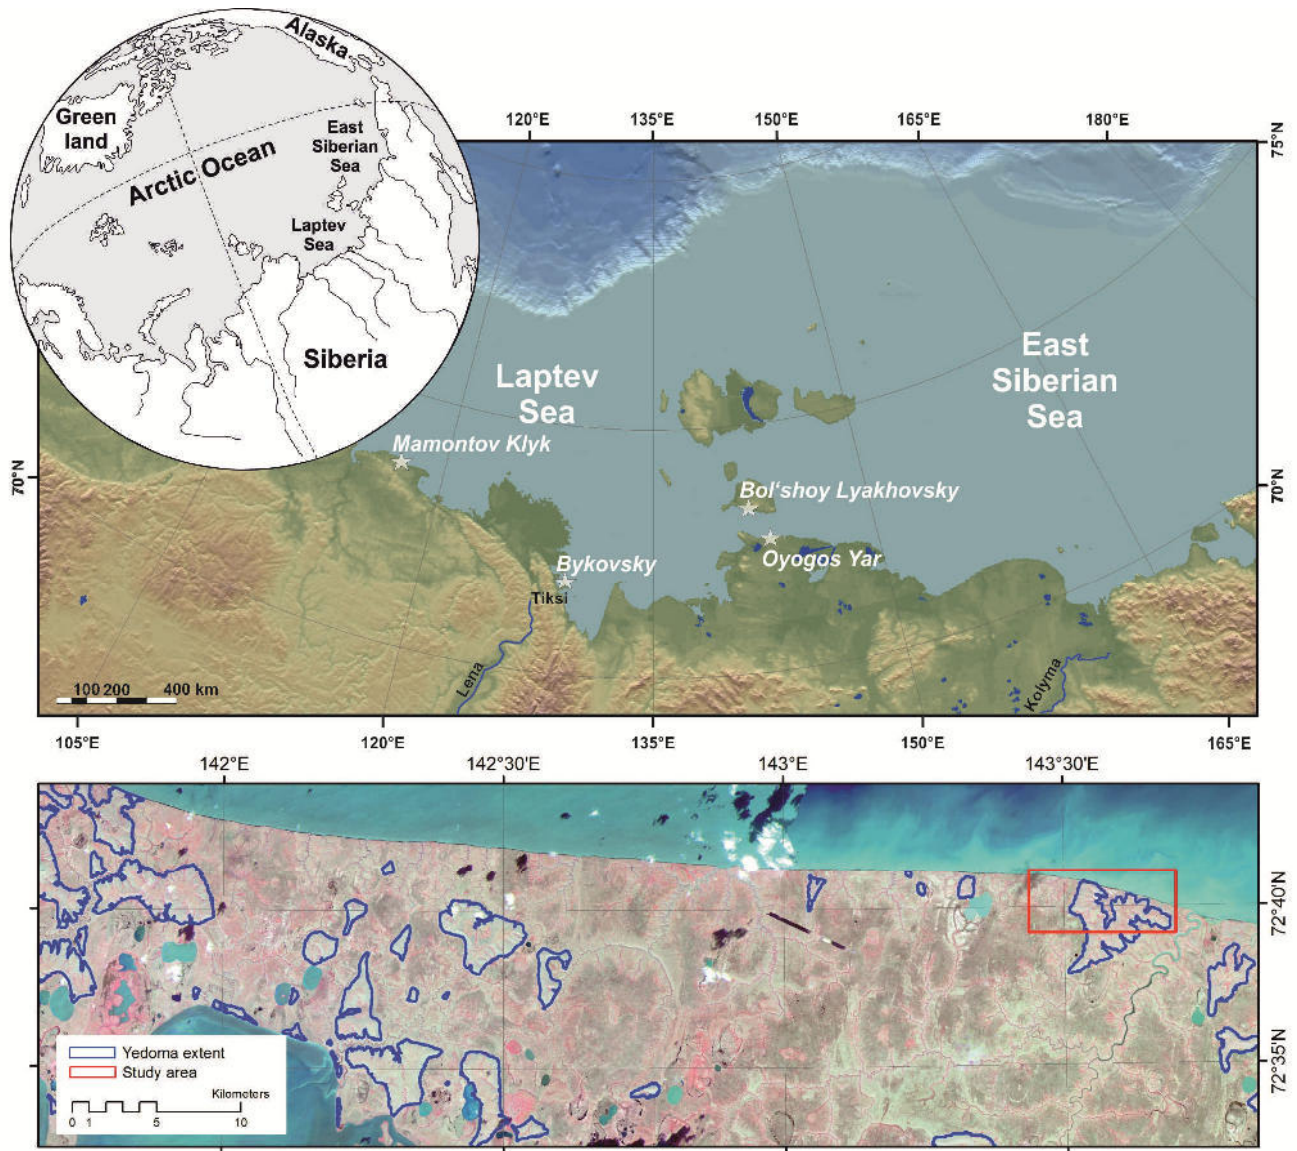 Alaska
Green
land
East
Siberian
Sea
Arctic Ocean
Laptev
Sea
Siberia
120°E 135°E 150°E 165°E 180°E
75°N
70°N
70°N
Laptev
Sea
East
Siberian
Sea
Mamontov Klyk
Bol'shoy Lyakhovsky
Oyogos Yar
Bykovsky
Tiksi
Lena
Kolyma
100 200 400 km
105°E 120°E 135°E 150°E 165°E
142°E 142°30'E 143°E 143°30'E
72°40'N
72°35'N
Yedoma extent
Study area
Kilometers
0 1 5 10